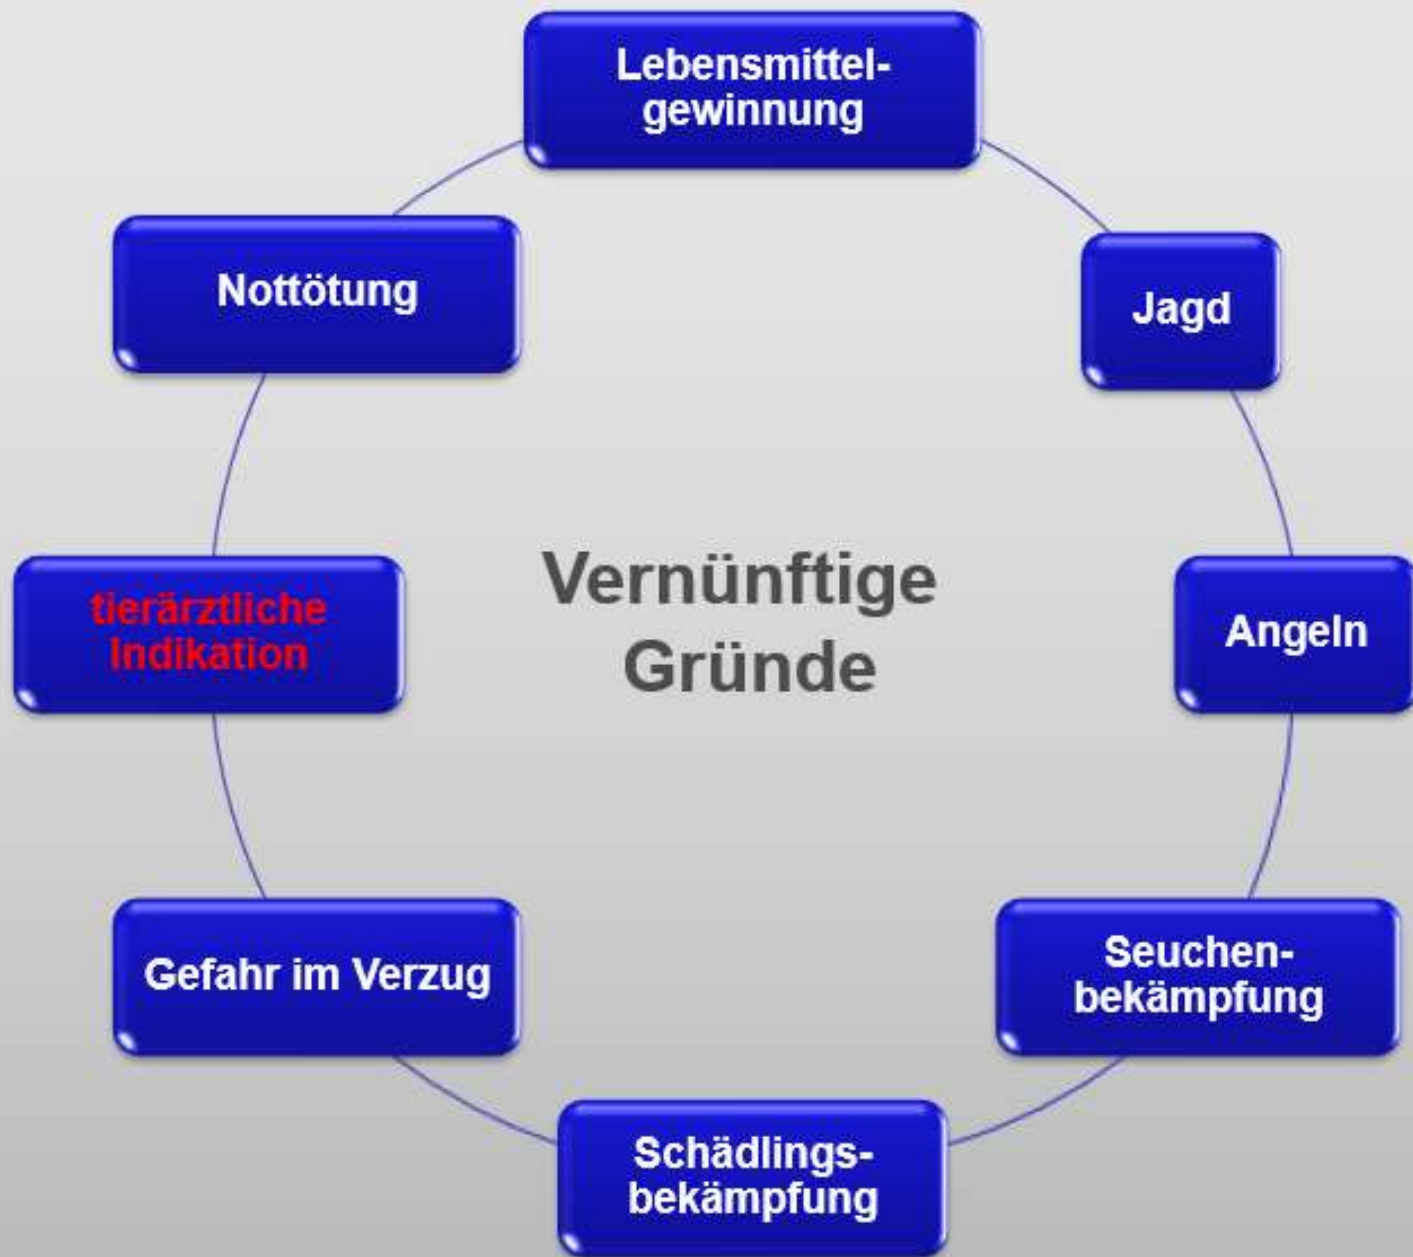 Lebensmittel-
gewinnung
Jagd
Angeln
Seuchen-
bekämpfung
Schädlings-
bekämpfung
Gefahr im Verzug
tierärztliche
Indikation
Nottötung
Vernünftige
Gründe